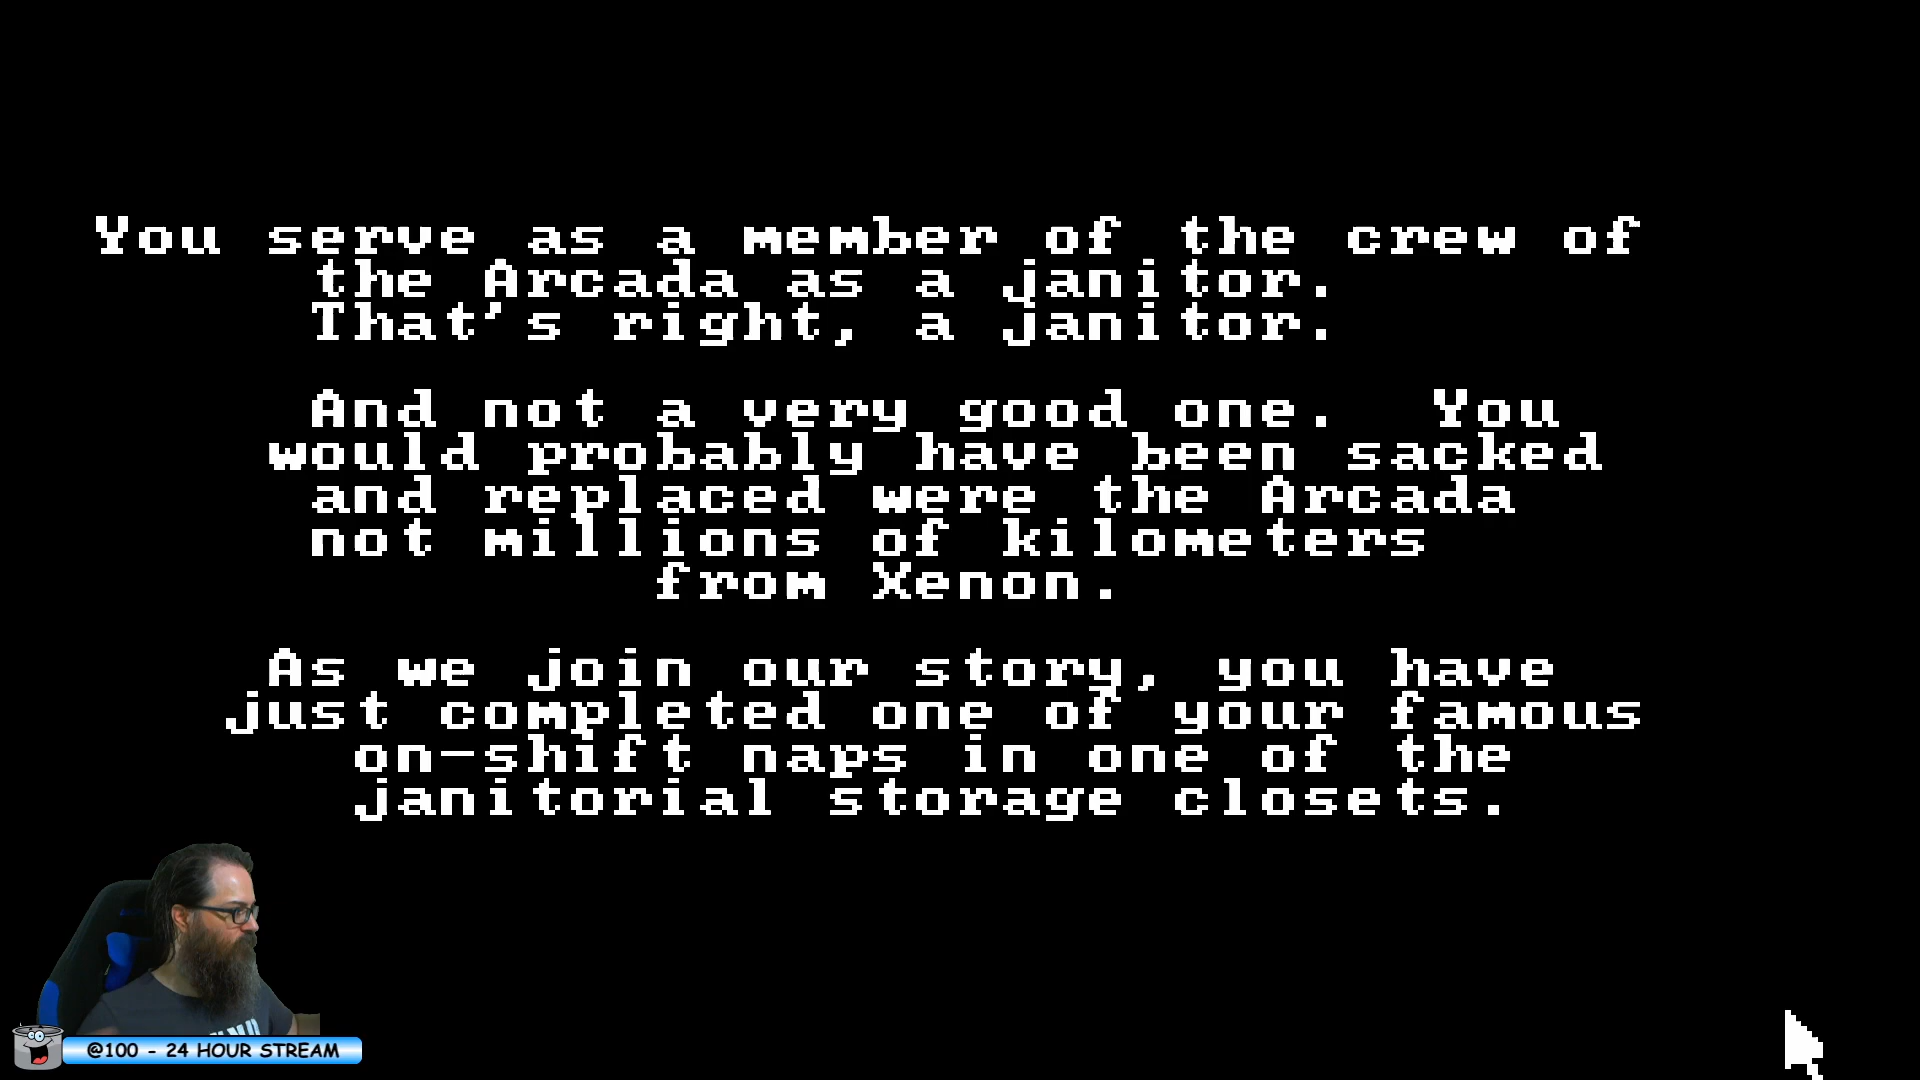 You serve as a member of the crew of
the Arcada as a janitor.
That's right, a janitor.
And not a very good one.  You
would probably have been sacked
and replaced were the Arcada
not millions of kilometers
from Xenon.
As we join our story, you have
just completed one of your famous
on-shift naps in one of the
janitorial storage closets.
@100 - 24 HOUR STREAM